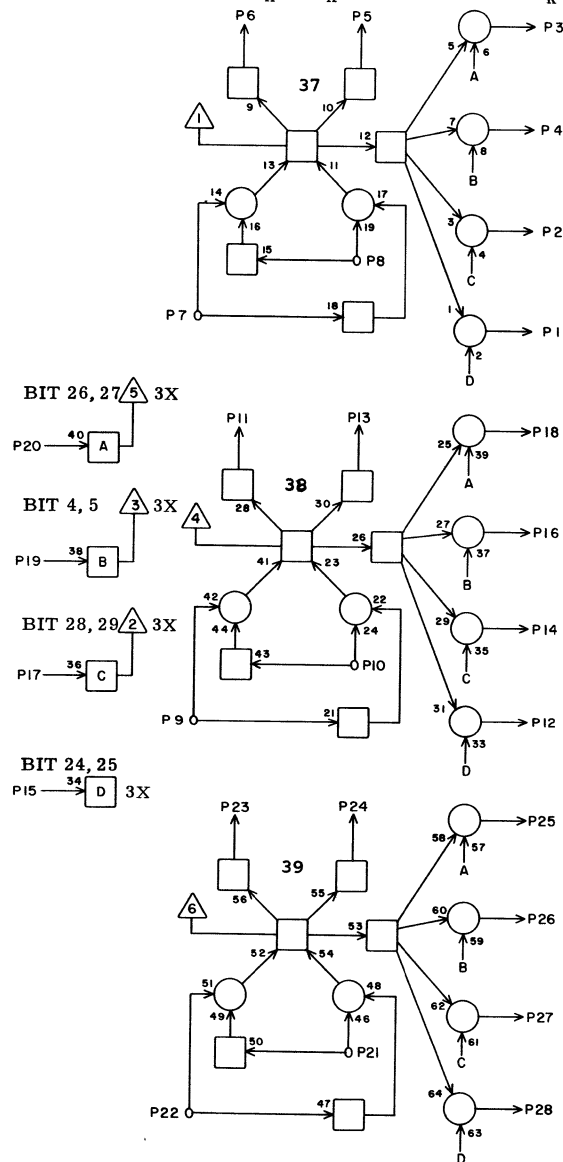 P6 P5 P3
5 6
A
37
9 10
1
7 P4
8
12
B
13 11
14 17
16 19
3 P2
4
15 P8
C
18
P7
1 P1
2
D
BIT 26, 27 5 3X
40
P20 A
P11 P13 P18
25 39
A
38
28 30
BIT 4, 5 3 3X
4
27 P16
37
26
38
P19 B
B
41 23
42 22
44 24
BIT 28, 29 2 3X
29 P14
35
43 P10
C
36
P17 C
21
P9
31 P12
33
D
BIT 24, 25
34
P15 D 3X
P23 P24 P25
58 57
A
39
56 55
6
60 P26
59
53
B
52 54
51 48
49 46
62 P27
61
50 P21
C
47
P22
64 P28
63
D